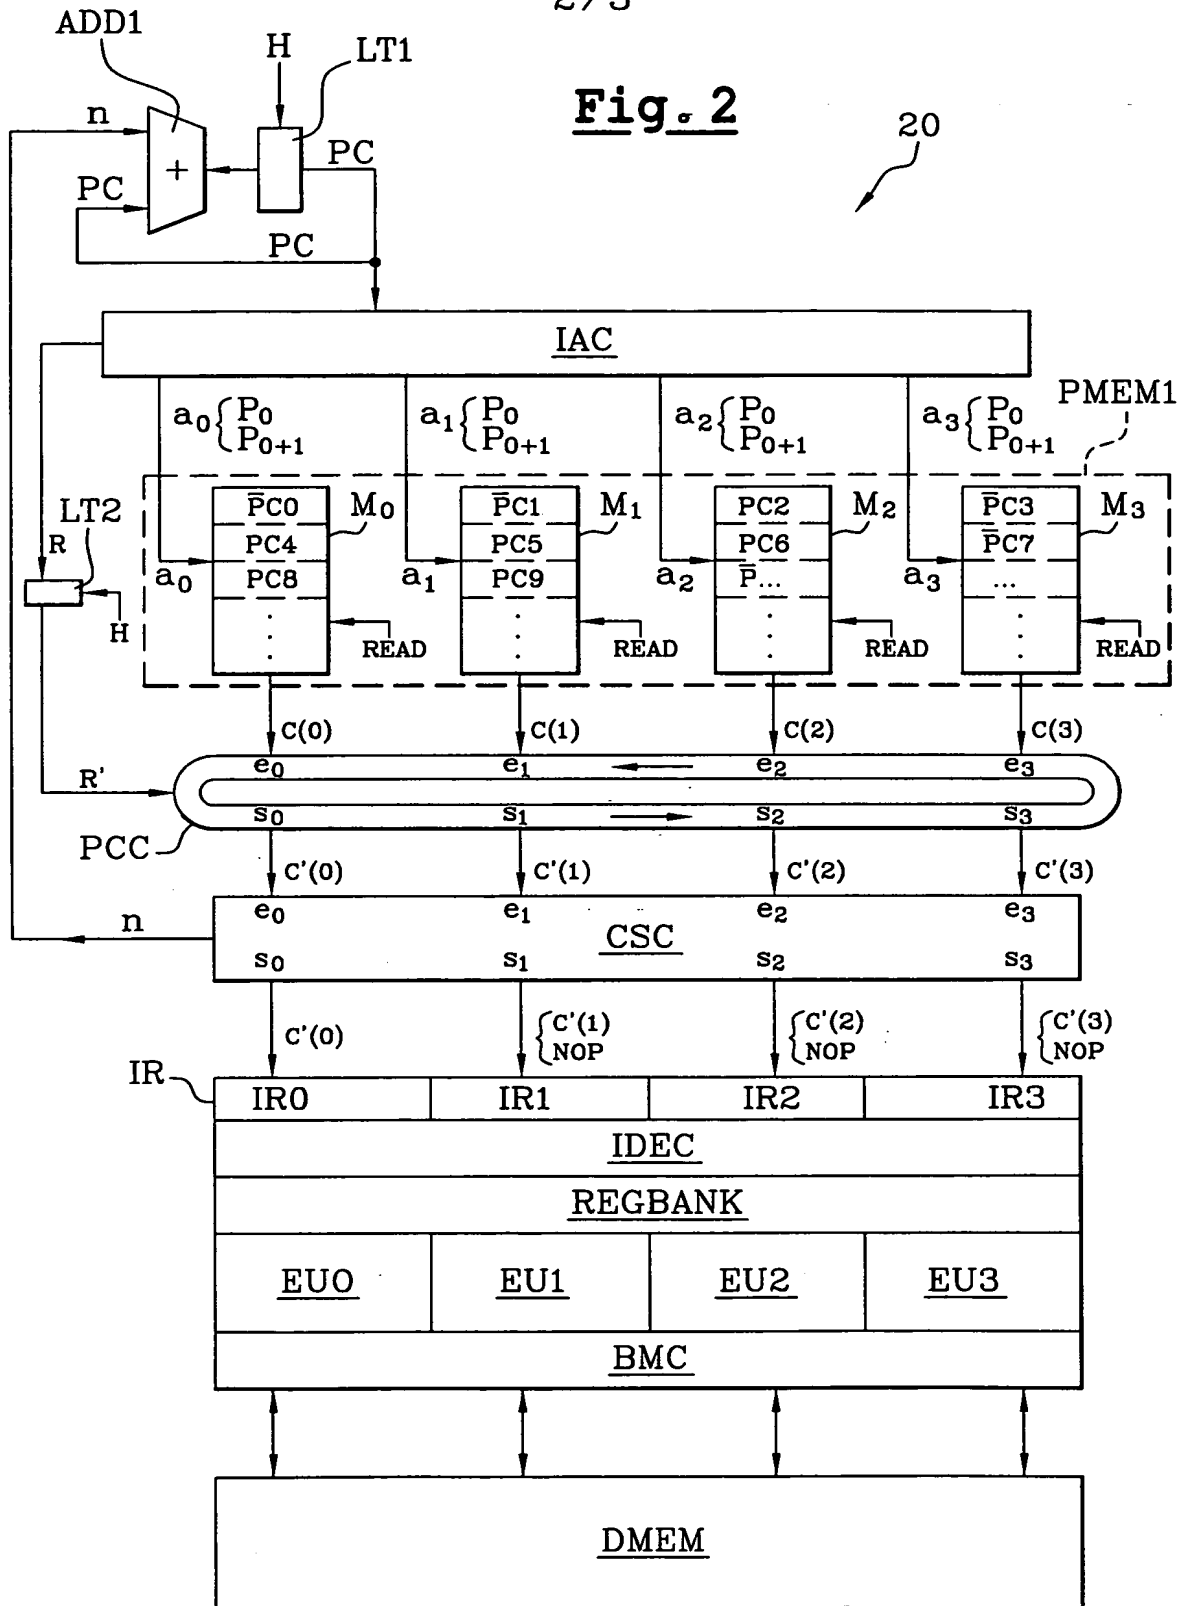 2/3
ADD1
H
LT1
Fig. 2
20
n
PC
+
PC
PC
IAC
PMEM1
a0 { P0 P0+1
a1 { P0 P0+1
a2 { P0 P0+1
a3 { P0 P0+1
LT2
R
H
P̅C0
PC4
PC8
M0
a0
READ
P̅C1
PC5
PC9
M1
a1
READ
PC2
PC6
P̅...
M2
a2
READ
P̅C3
P̅C7
...
M3
a3
READ
C(0) C(1) C(2) C(3)
e0 e1 e2 e3
R'
s0 s1 s2 s3
PCC
C'(0) C'(1) C'(2) C'(3)
n
e0 e1 e2 e3
CSC
s0 s1 s2 s3
C'(0) { C'(1) NOP { C'(2) NOP { C'(3) NOP
IR
IR0 IR1 IR2 IR3
IDEC
REGBANK
EU0 EU1 EU2 EU3
BMC
DMEM